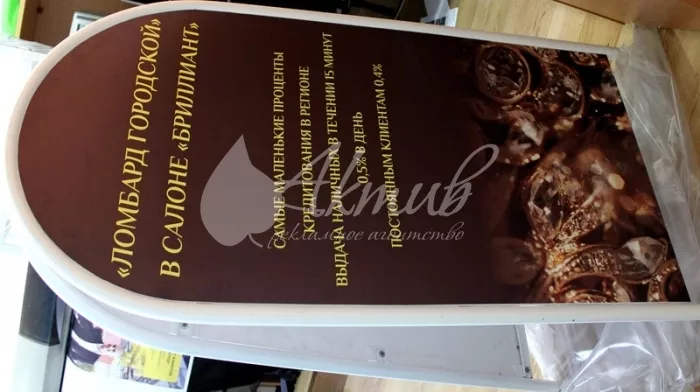 «ЛОМБАРД ГОРОДСКОЙ»
В САЛОНЕ «БРИЛЛИАНТ»
САМЫЕ МАЛЕНЬКИЕ ПРОЦЕНТЫ
КРЕДИТОВАНИЯ В РЕГИОНЕ
ВЫДАЧА НАЛИЧНЫХ В ТЕЧЕНИИ 15 МИНУТ
0,5% В ДЕНЬ
ПОСТОЯННЫМ КЛИЕНТАМ 0,4%
Актив
рекламное агентство